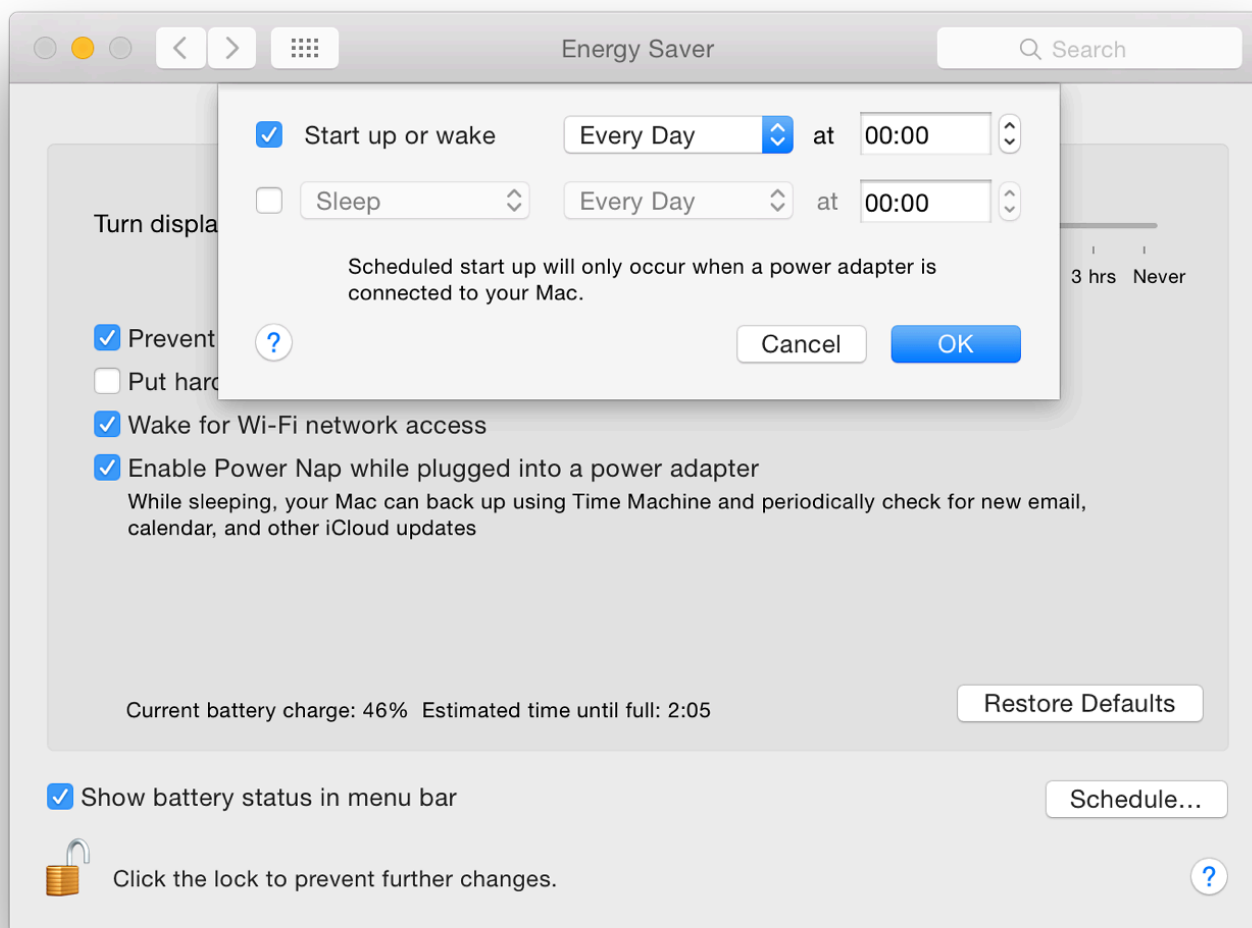 Energy Saver
Search
Start up or wake Every Day at 00:00
Sleep Every Day at 00:00
Scheduled start up will only occur when a power adapter is
connected to your Mac.
? Cancel OK
Turn displa
3 hrs Never
Prevent
Put hard
Wake for Wi-Fi network access
Enable Power Nap while plugged into a power adapter
While sleeping, your Mac can back up using Time Machine and periodically check for new email,
calendar, and other iCloud updates
Current battery charge: 46% Estimated time until full: 2:05
Restore Defaults
Show battery status in menu bar
Schedule...
Click the lock to prevent further changes.
?